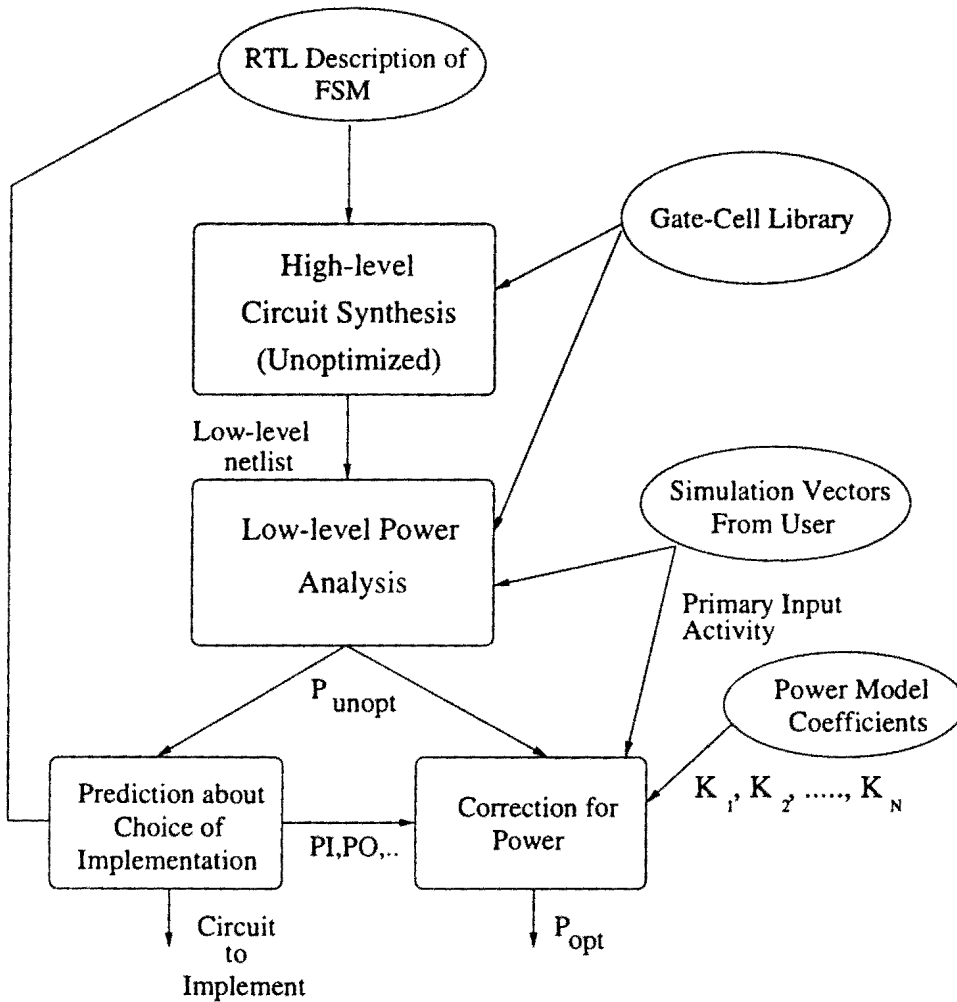 RTL Description of
FSM
Gate-Cell Library
High-level
Circuit Synthesis
(Unoptimized)
Low-level
netlist
Simulation Vectors
From User
Low-level Power
Analysis
Primary Input
Activity
P unopt
Power Model
Coefficients
K 1, K 2, ....., K N
Prediction about
Choice of
Implementation
PI,PO,..
Correction for
Power
Circuit
to
Implement
P opt